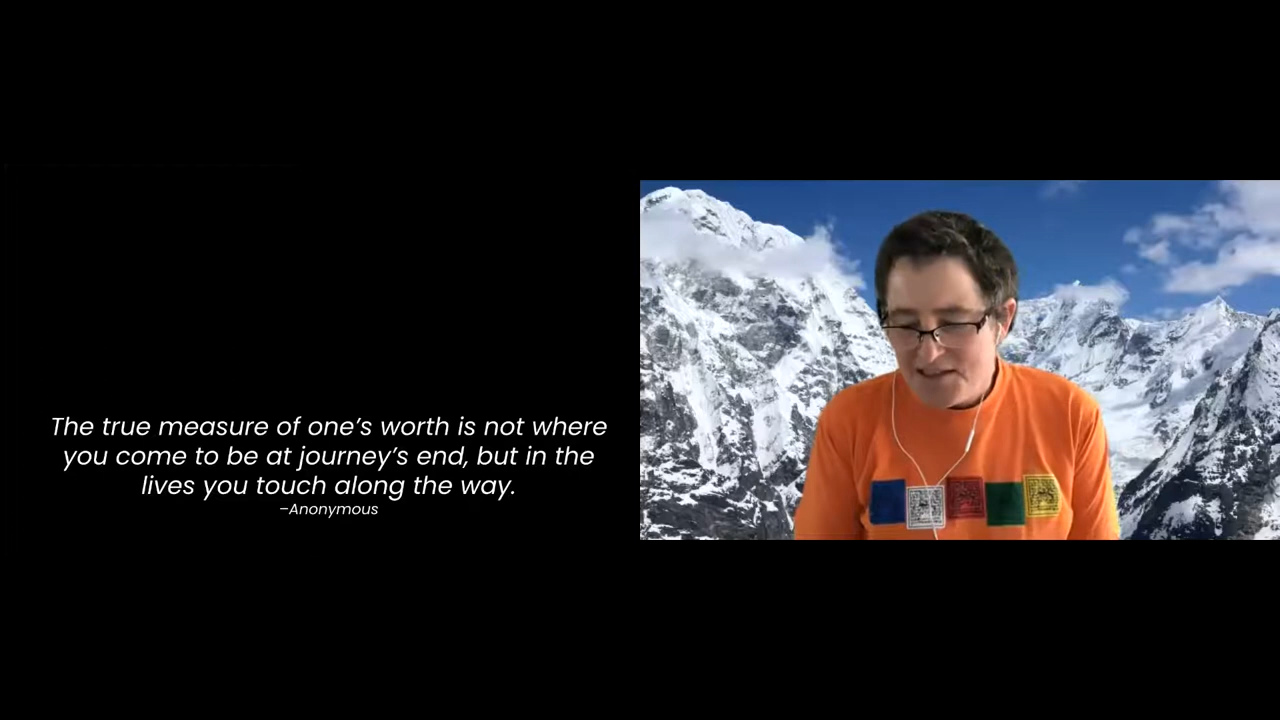 The true measure of one’s worth is not where
you come to be at journey’s end, but in the
lives you touch along the way.
–Anonymous